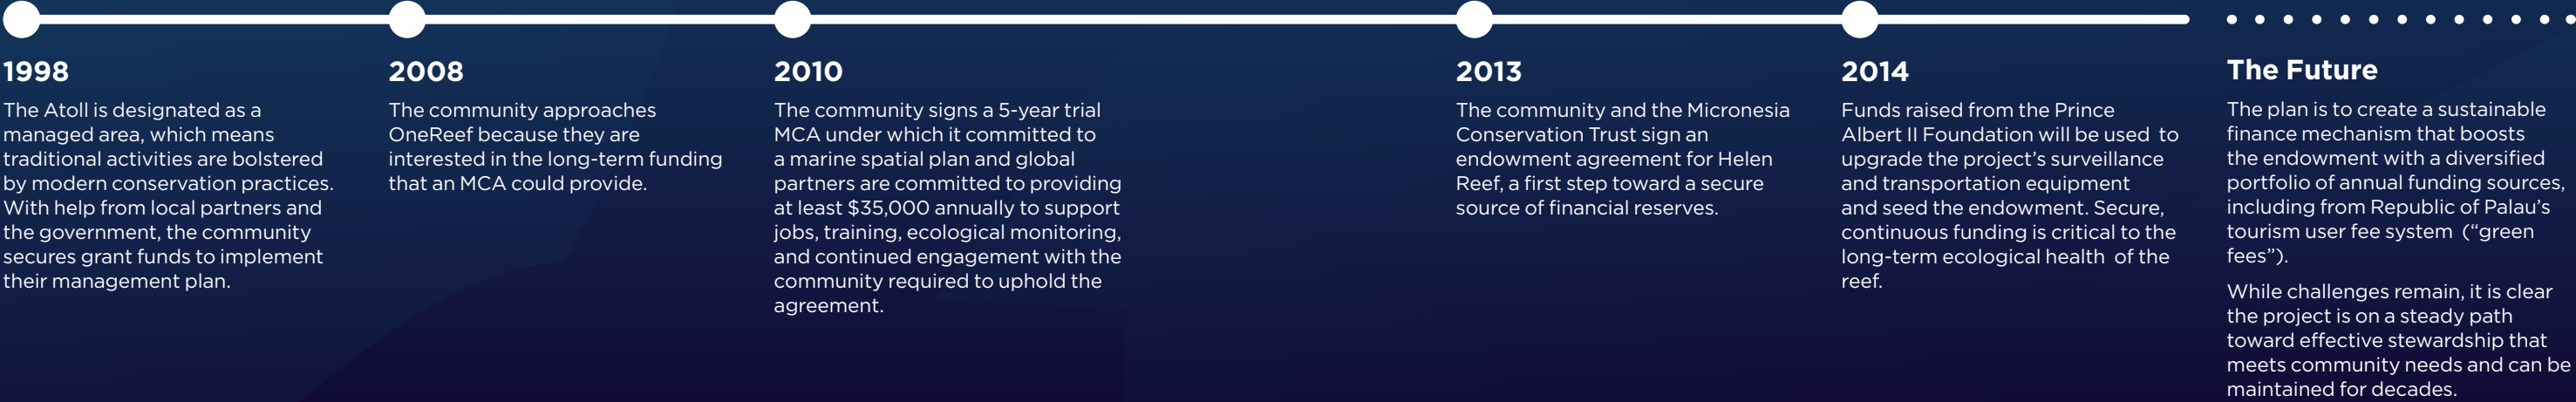 1998
The Atoll is designated as a
managed area, which means
traditional activities are bolstered
by modern conservation practices.
With help from local partners and
the government, the community
secures grant funds to implement
their management plan.
2008
The community approaches
OneReef because they are
interested in the long-term funding
that an MCA could provide.
2010
The community signs a 5-year trial
MCA under which it committed to
a marine spatial plan and global
partners are committed to providing
at least $35,000 annually to support
jobs, training, ecological monitoring,
and continued engagement with the
community required to uphold the
agreement.
2013
The community and the Micronesia
Conservation Trust sign an
endowment agreement for Helen
Reef, a first step toward a secure
source of financial reserves.
2014
Funds raised from the Prince
Albert II Foundation will be used to
upgrade the project’s surveillance
and transportation equipment
and seed the endowment. Secure,
continuous funding is critical to the
long-term ecological health of the
reef.
The Future
The plan is to create a sustainable
finance mechanism that boosts
the endowment with a diversified
portfolio of annual funding sources,
including from Republic of Palau’s
tourism user fee system (“green
fees”).
While challenges remain, it is clear
the project is on a steady path
toward effective stewardship that
meets community needs and can be
maintained for decades.